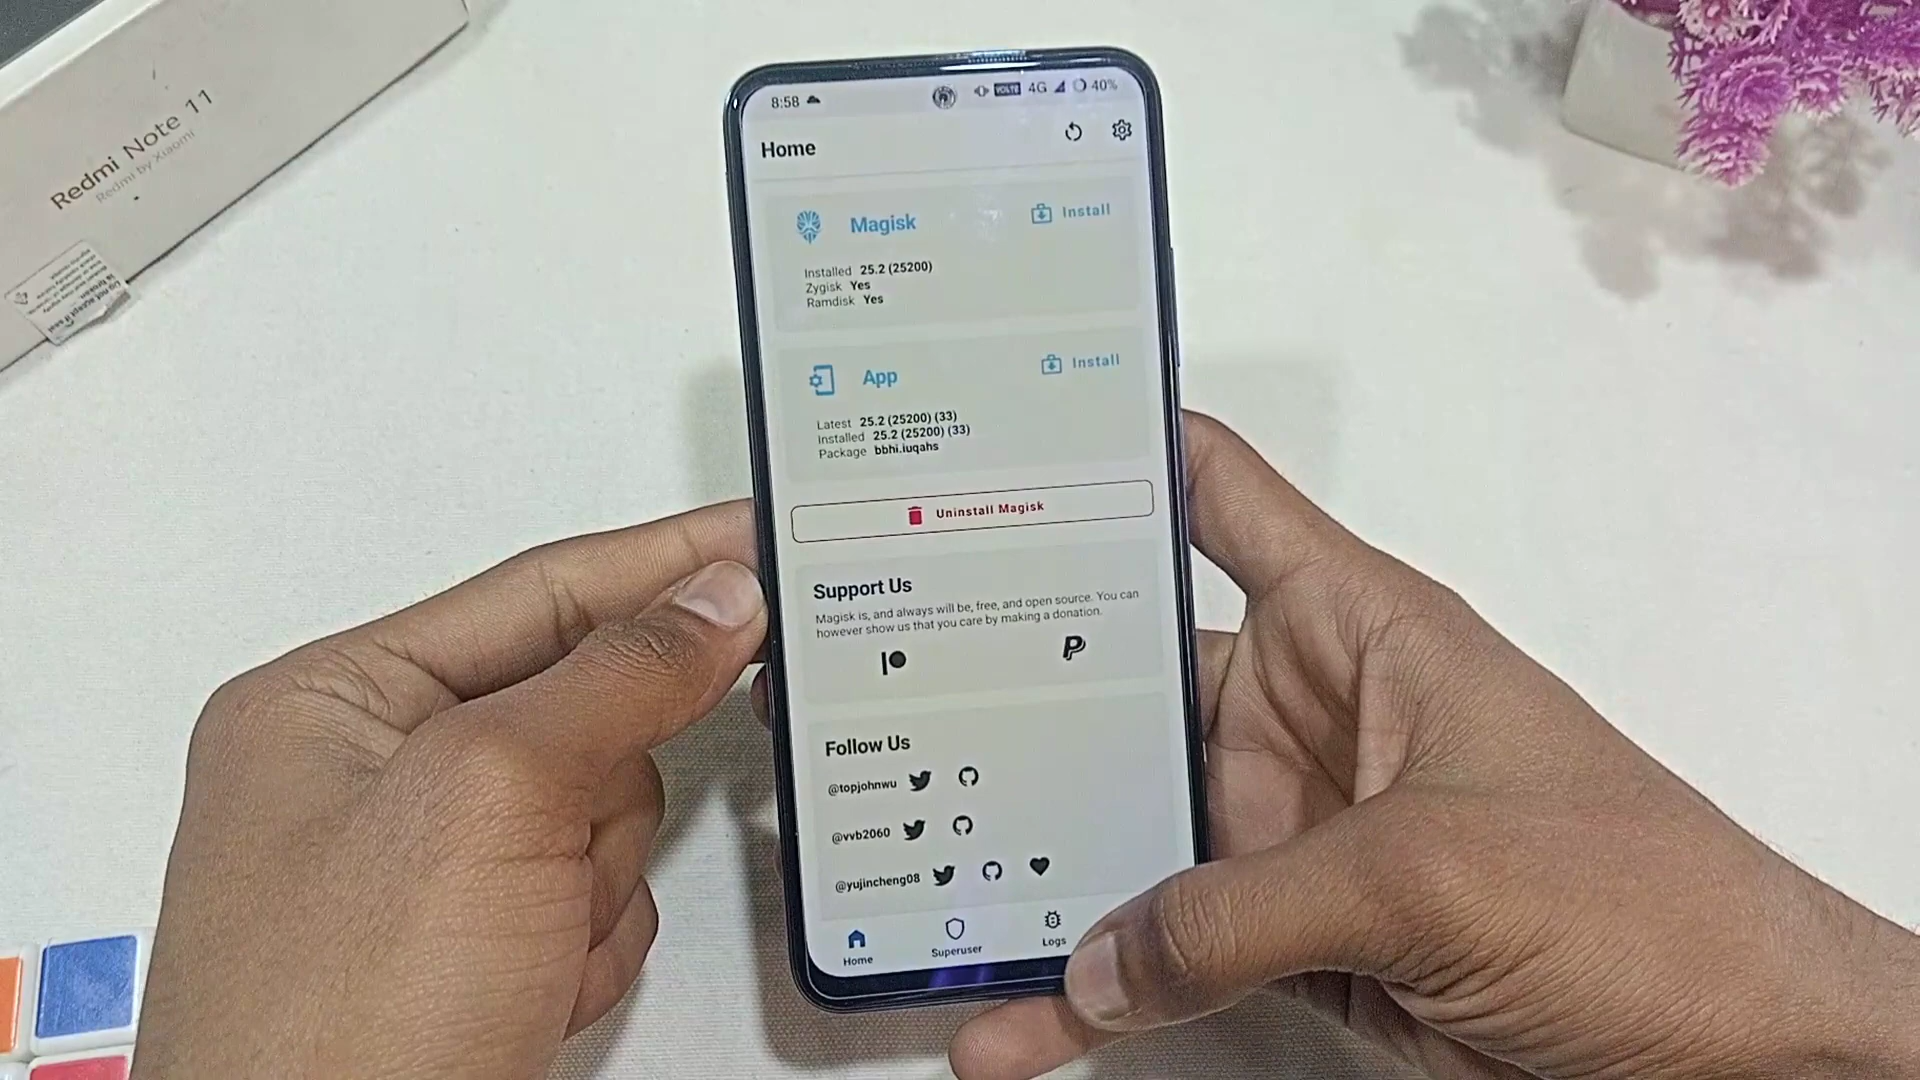 Redmi Note 11
Redmi by Xiaomi
8:58
VOLTE 4G 40%
Home
Magisk
Install
Installed 25.2 (25200)
Zygisk Yes
Ramdisk Yes
App
Install
Latest 25.2 (25200) (33)
Installed 25.2 (25200) (33)
Package bbhi.iuqahs
Uninstall Magisk
Support Us
Magisk is, and always will be, free, and open source. You can
however show us that you care by making a donation.
Follow Us
@topjohnwu
@vvb2060
@yujincheng08
Home
Superuser
Logs